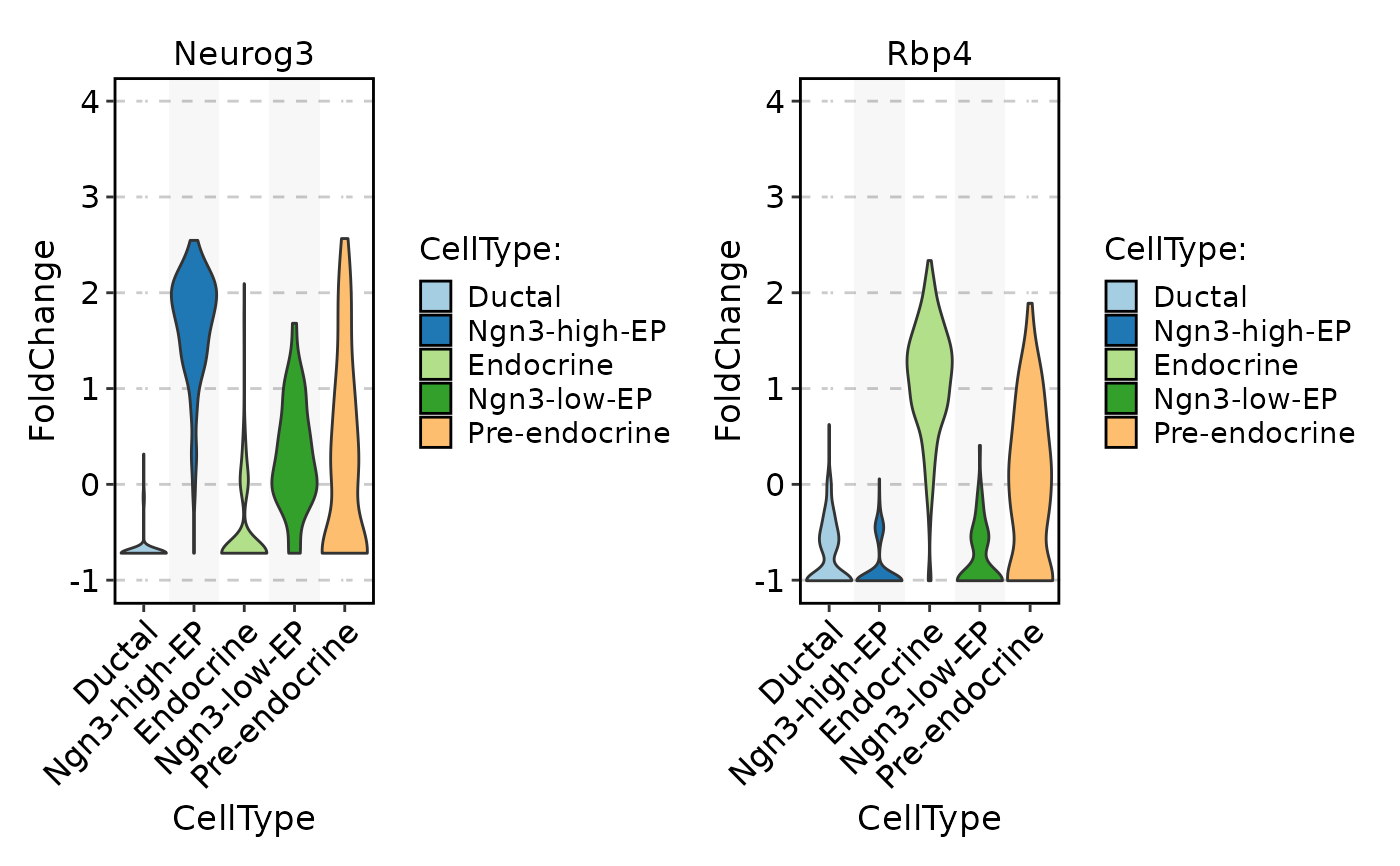 Neurog3
4
3
2
1
0
-1
FoldChange
Ductal
Ngn3-high-EP
Endocrine
Ngn3-low-EP
Pre-endocrine
CellType
CellType:
Ductal
Ngn3-high-EP
Endocrine
Ngn3-low-EP
Pre-endocrine
Rbp4
4
3
2
1
0
-1
FoldChange
Ductal
Ngn3-high-EP
Endocrine
Ngn3-low-EP
Pre-endocrine
CellType
CellType:
Ductal
Ngn3-high-EP
Endocrine
Ngn3-low-EP
Pre-endocrine